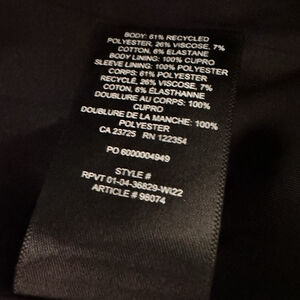 BODY: 61% RECYCLED
POLYESTER, 26% VISCOSE, 7%
COTTON, 6% ELASTANE
BODY LINING: 100% CUPRO
SLEEVE LINING: 100% POLYESTER
CORPS: 61% POLYESTER
RECYCLÉ, 26% VISCOSE, 7%
COTON, 6% ÉLASTHANNE
DOUBLURE AU CORPS: 100%
CUPRO
DOUBLURE DE LA MANCHE: 100%
POLYESTER
CA 23725 RN 122354
PO 6000004949
STYLE #
RPVT 01-04-36829-WI22
ARTICLE # 98074